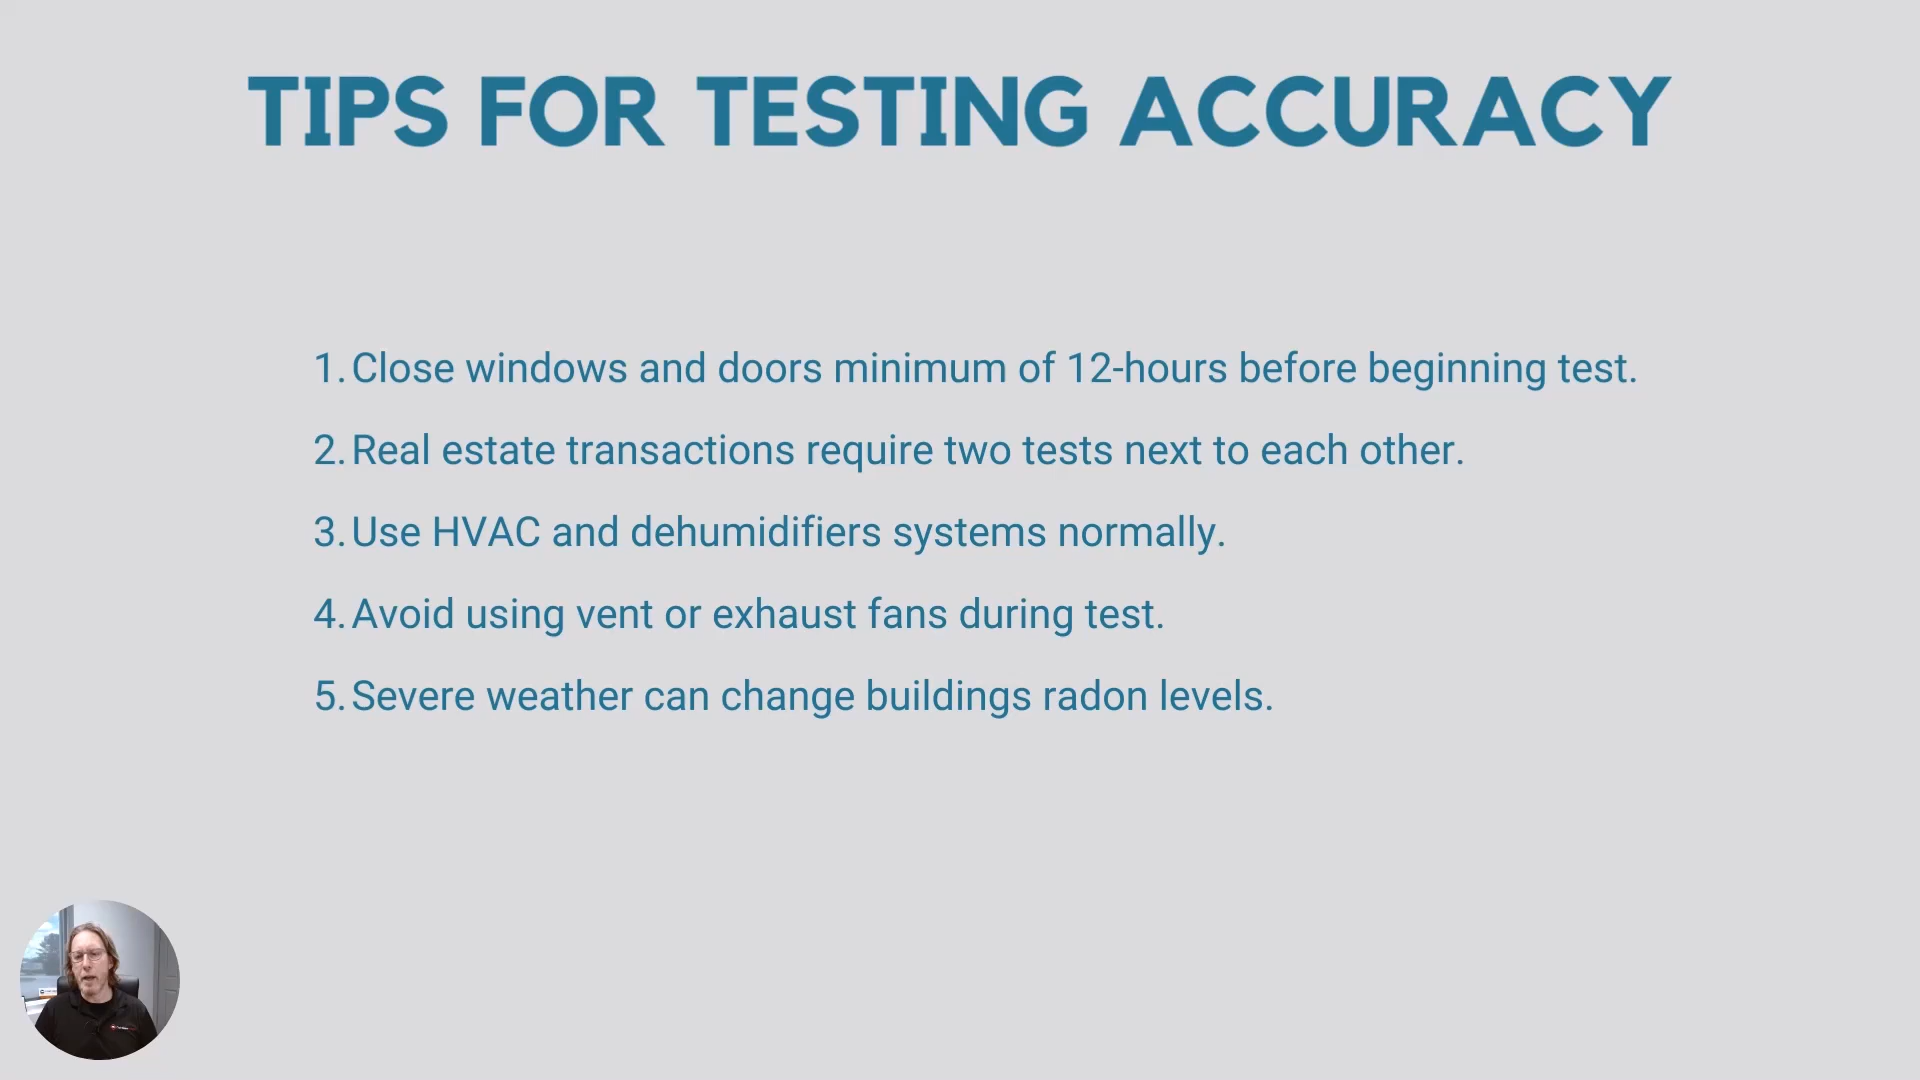 TIPS FOR TESTING ACCURACY
1. Close windows and doors minimum of 12-hours before beginning test.
2. Real estate transactions require two tests next to each other.
3. Use HVAC and dehumidifiers systems normally.
4. Avoid using vent or exhaust fans during test.
5. Severe weather can change buildings radon levels.